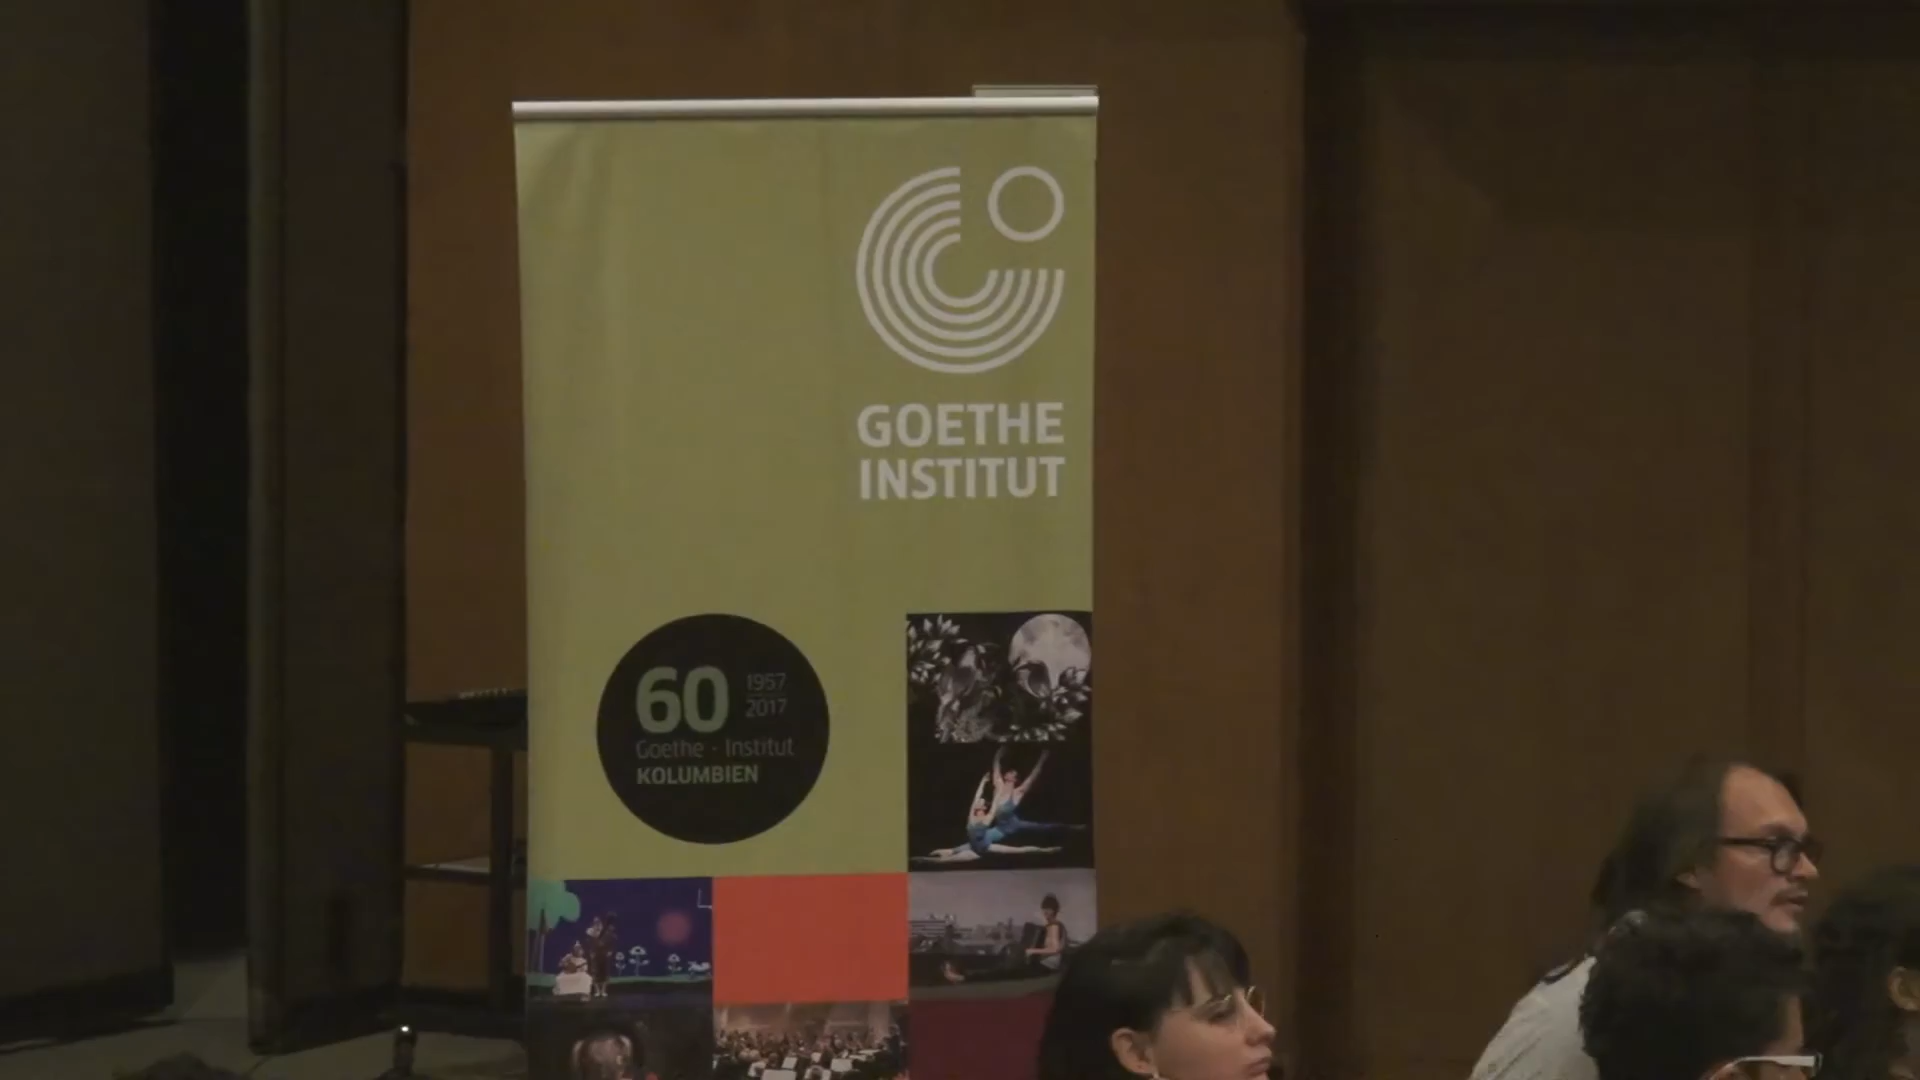 GOETHE
INSTITUT
60
1957
2017
Goethe - Institut
KOLUMBIEN